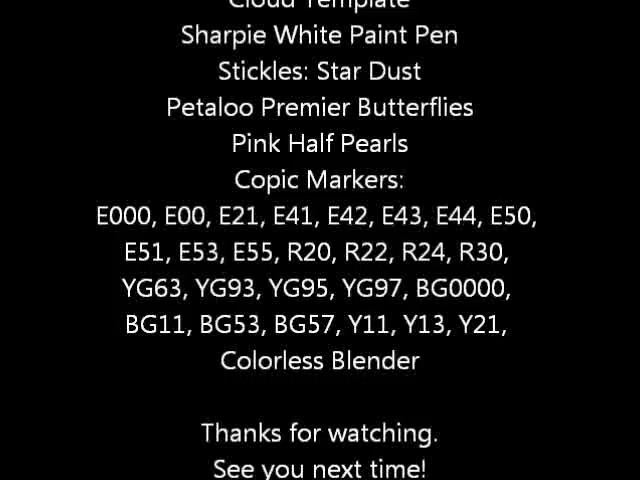 Cloud Template
Sharpie White Paint Pen
Stickles: Star Dust
Petaloo Premier Butterflies
Pink Half Pearls
Copic Markers:
E000, E00, E21, E41, E42, E43, E44, E50,
E51, E53, E55, R20, R22, R24, R30,
YG63, YG93, YG95, YG97, BG0000,
BG11, BG53, BG57, Y11, Y13, Y21,
Colorless Blender
Thanks for watching.
See you next time!